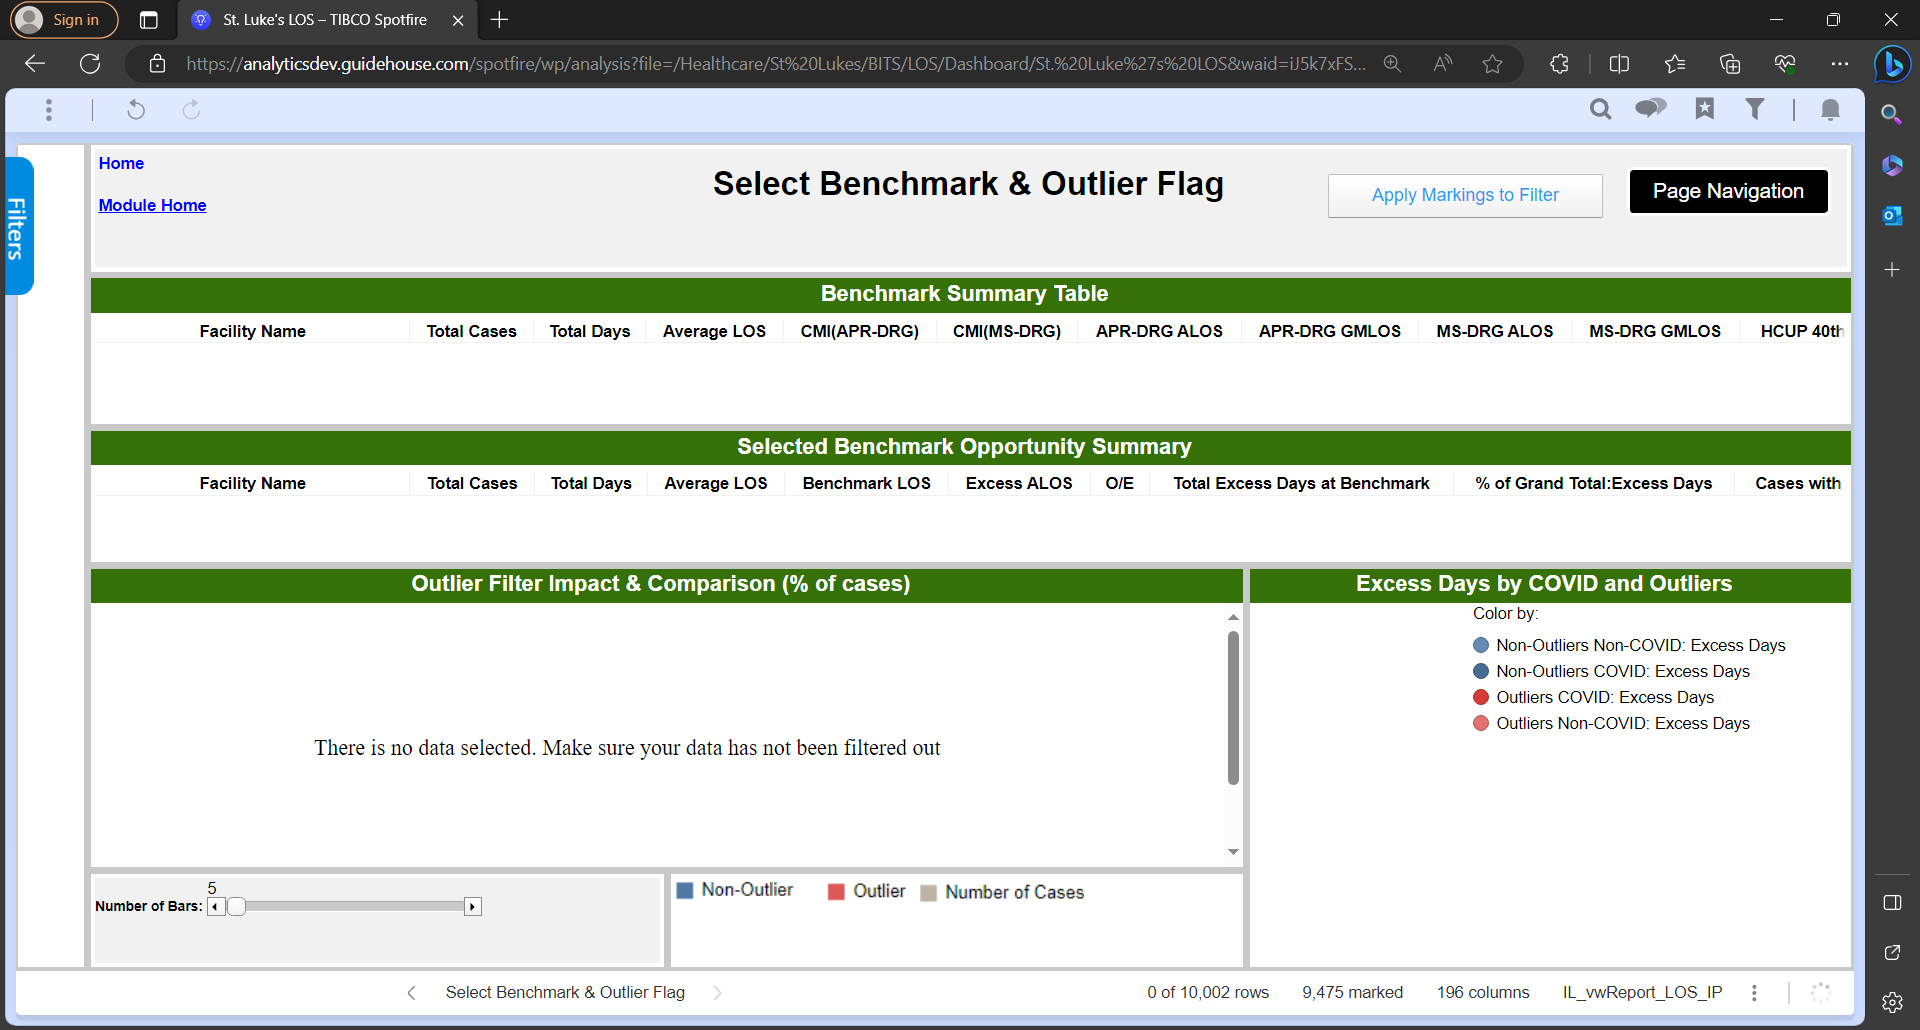 Sign in
St. Luke's LOS – TIBCO Spotfire
https://analyticsdev.guidehouse.com/spotfire/wp/analysis?file=/Healthcare/St%20Lukes/BITS/LOS/Dashboard/St.%20Luke%27s%20LOS&waid=iJ5k7xFS...
Filters
Home
Module Home
Select Benchmark & Outlier Flag
Apply Markings to Filter
Page Navigation
Benchmark Summary Table
Facility Name Total Cases Total Days Average LOS CMI(APR-DRG) CMI(MS-DRG) APR-DRG ALOS APR-DRG GMLOS MS-DRG ALOS MS-DRG GMLOS HCUP 40th
Selected Benchmark Opportunity Summary
Facility Name Total Cases Total Days Average LOS Benchmark LOS Excess ALOS O/E Total Excess Days at Benchmark % of Grand Total:Excess Days Cases with
Outlier Filter Impact & Comparison (% of cases)
There is no data selected. Make sure your data has not been filtered out
Excess Days by COVID and Outliers
Color by:
Non-Outliers Non-COVID: Excess Days
Non-Outliers COVID: Excess Days
Outliers COVID: Excess Days
Outliers Non-COVID: Excess Days
5
Number of Bars:
Non-Outlier Outlier Number of Cases
Select Benchmark & Outlier Flag
0 of 10,002 rows 9,475 marked 196 columns IL_vwReport_LOS_IP